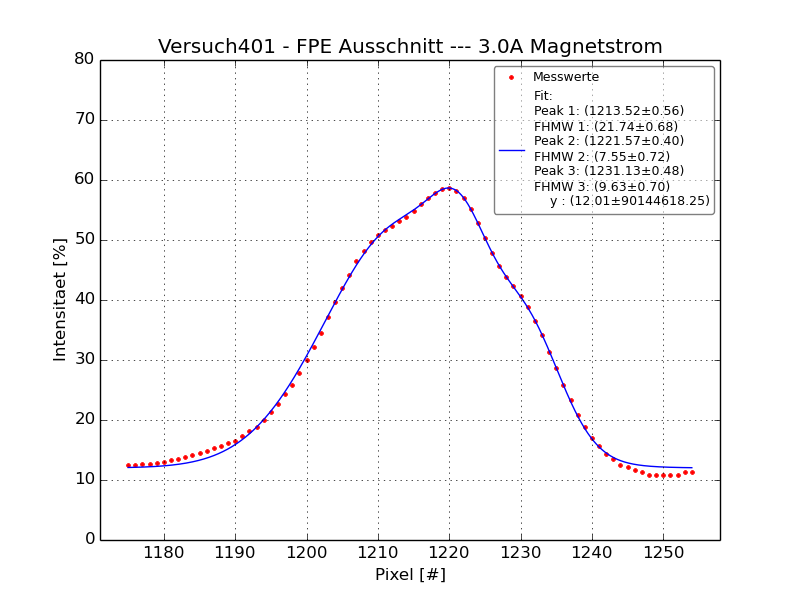 Versuch401 - FPE Ausschnitt --- 3.0A Magnetstrom
80
70
60
50
40
30
20
10
0
Intensitaet [%]
Messwerte
Fit:
Peak 1: (1213.52±0.56)
FHMW 1: (21.74±0.68)
Peak 2: (1221.57±0.40)
FHMW 2: (7.55±0.72)
Peak 3: (1231.13±0.48)
FHMW 3: (9.63±0.70)
y : (12.01±90144618.25)
1180 1190 1200 1210 1220 1230 1240 1250
Pixel [#]